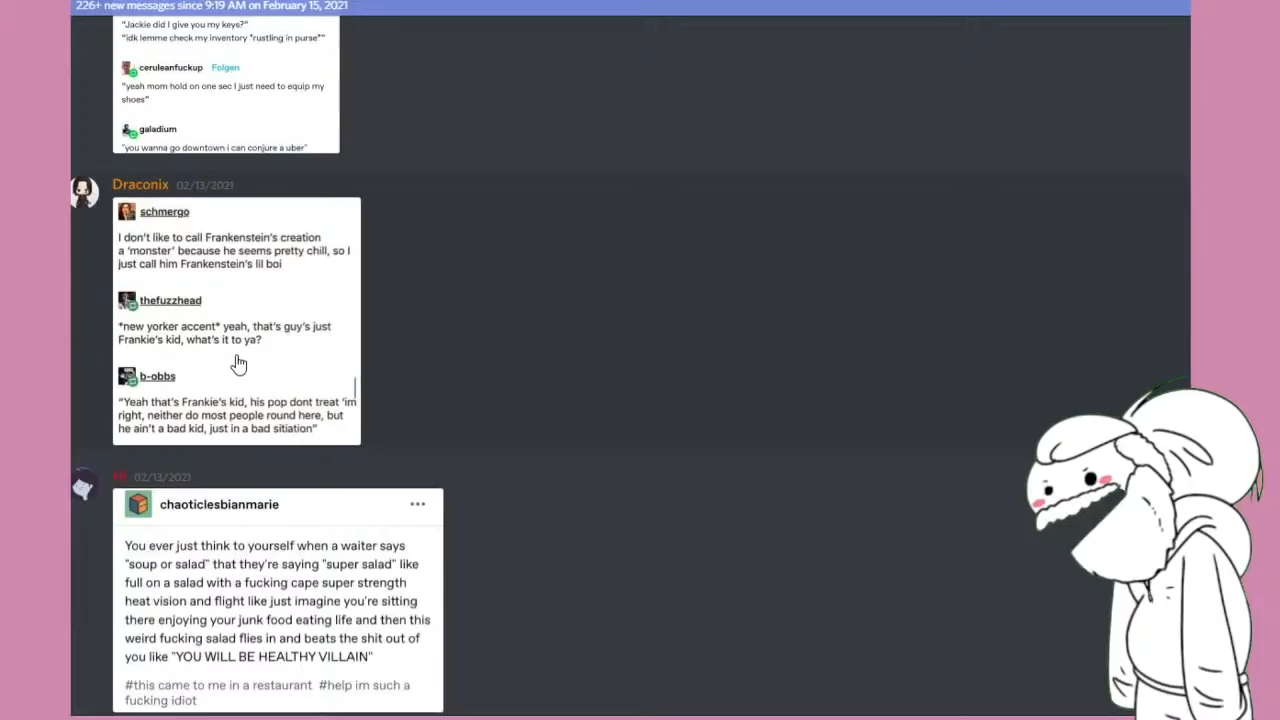 226+ new messages since 9:19 AM on February 15, 2021
"Jackie did I give you my keys?"
"idk lemme check my inventory *rustling in purse*"
ceruleanfuckup Folgen
"yeah mom hold on one sec I just need to equip my
shoes"
galadium
"you wanna go downtown i can conjure a uber"
Draconix 02/13/2021
schmergo
I don't like to call Frankenstein's creation
a 'monster' because he seems pretty chill, so I
just call him Frankenstein's lil boi
thefuzzhead
*new yorker accent* yeah, that's guy's just
Frankie's kid, what's it to ya?
b-obbs
"Yeah that's Frankie's kid, his pop dont treat 'im
right, neither do most people round here, but
he ain't a bad kid, just in a bad sitiation"
Hi 02/13/2021
chaoticlesbianmarie
You ever just think to yourself when a waiter says
"soup or salad" that they're saying "super salad" like
full on a salad with a fucking cape super strength
heat vision and flight like just imagine you're sitting
there enjoying your junk food eating life and then this
weird fucking salad flies in and beats the shit out of
you like "YOU WILL BE HEALTHY VILLAIN"
#this came to me in a restaurant #help im such a
fucking idiot